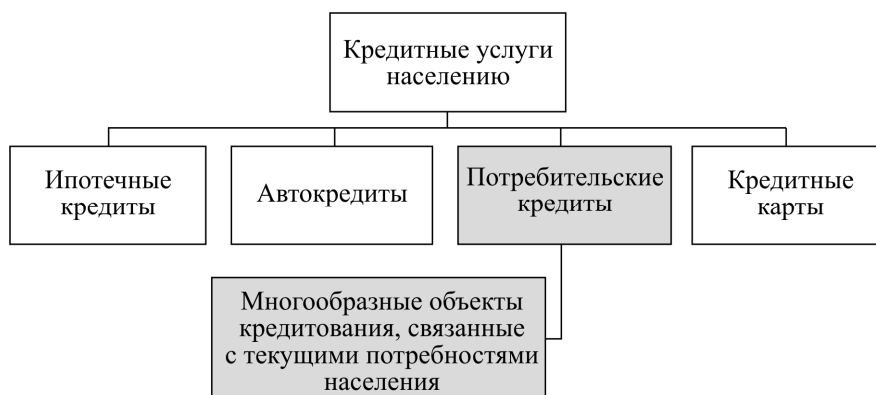 Кредитные услуги
населению
Ипотечные
кредиты
Автокредиты
Потребительские
кредиты
Кредитные
карты
Многообразные объекты
кредитования, связанные
с текущими потребностями
населения